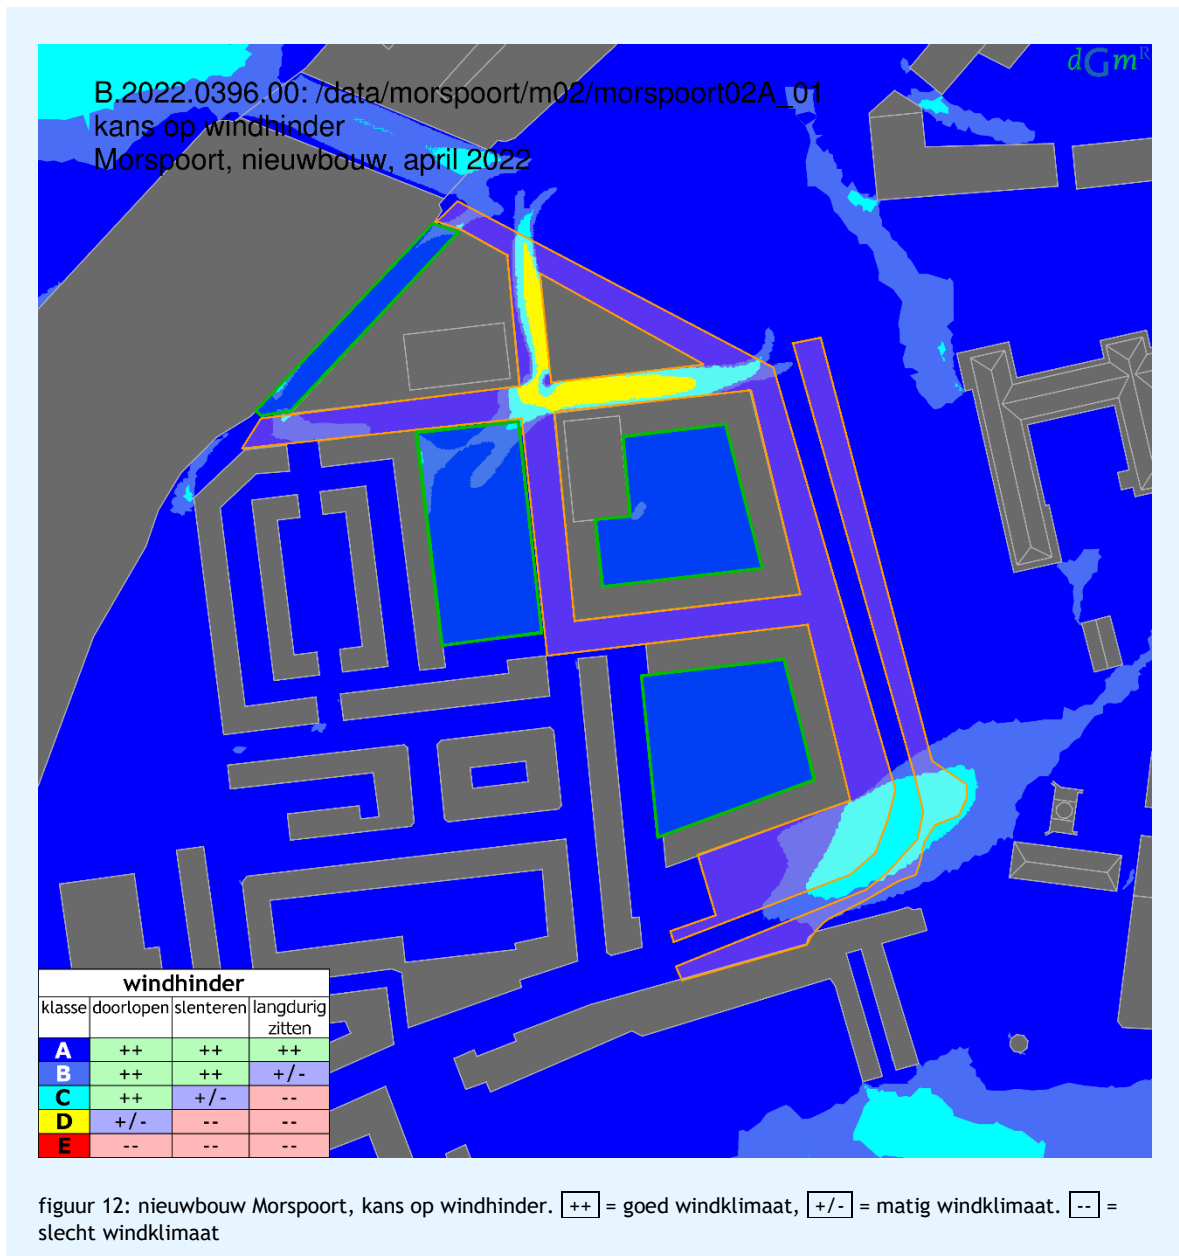 dGmR
B.2022.0396.00: /data/morspoort/m02/morspoort02A_01
kans op windhinder
Morspoort, nieuwbouw, april 2022
windhinder
klasse doorlopen slenteren langdurig zitten
A ++ ++ ++
B ++ ++ +/-
C ++ +/- --
D +/- -- --
E -- -- --
figuur 12: nieuwbouw Morspoort, kans op windhinder. ++ = goed windklimaat, +/- = matig windklimaat. -- =
slecht windklimaat